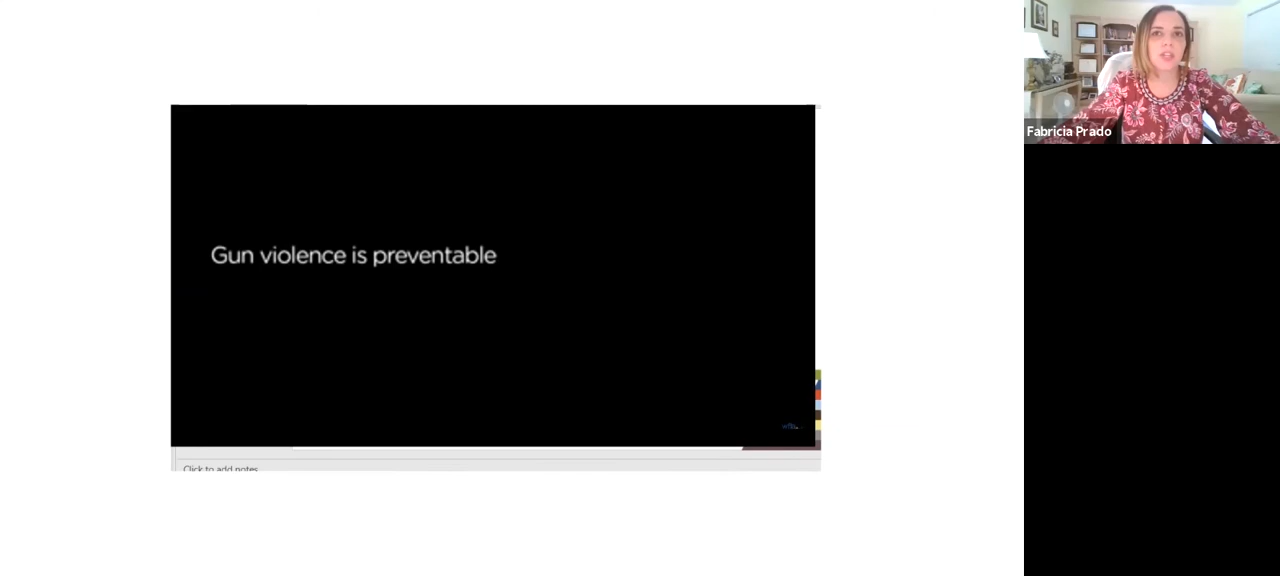 Gun violence is preventable
Fabricia Prado
Click to add notes